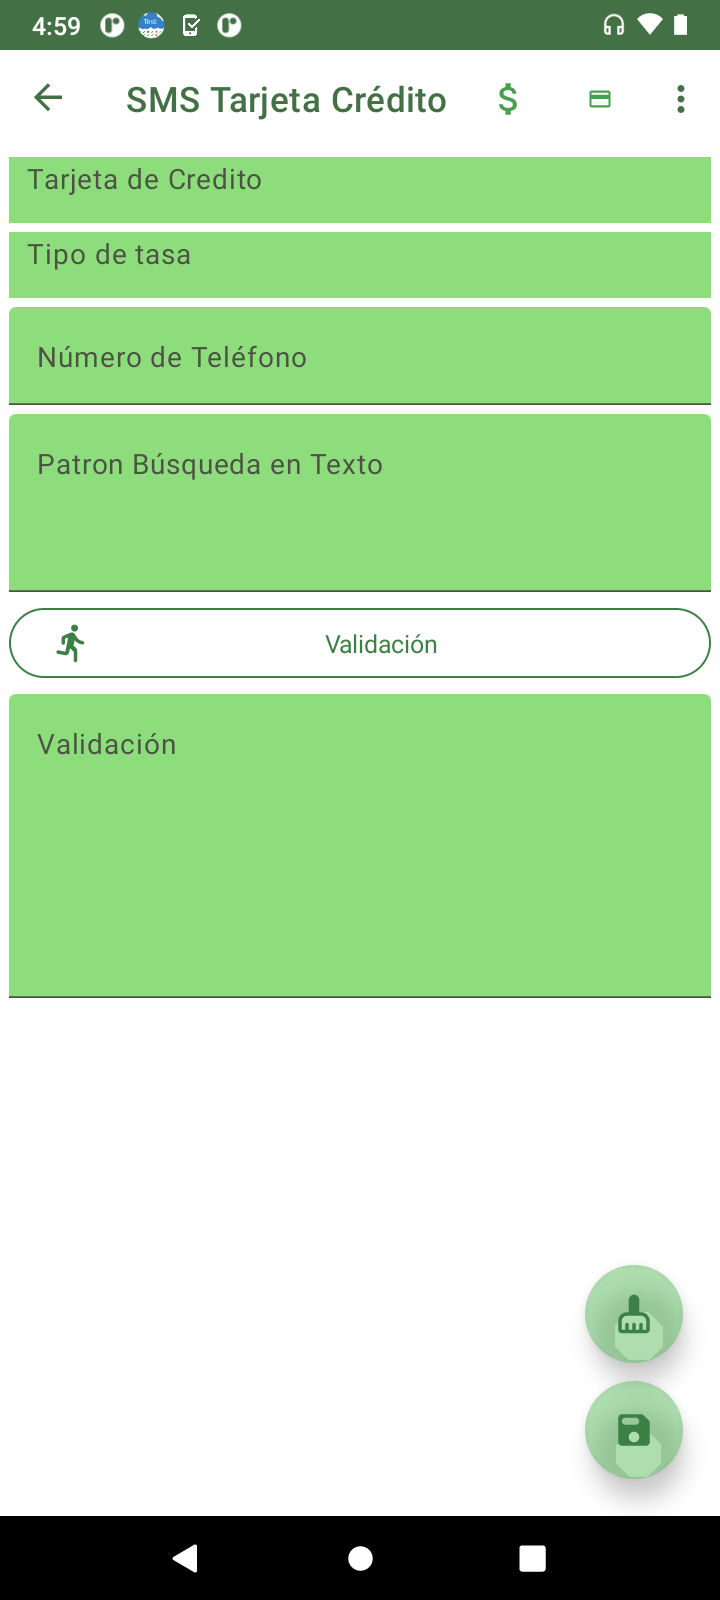 4:59
Test
SMS Tarjeta Crédito
Tarjeta de Credito
Tipo de tasa
Número de Teléfono
Patron Búsqueda en Texto
Validación
Validación